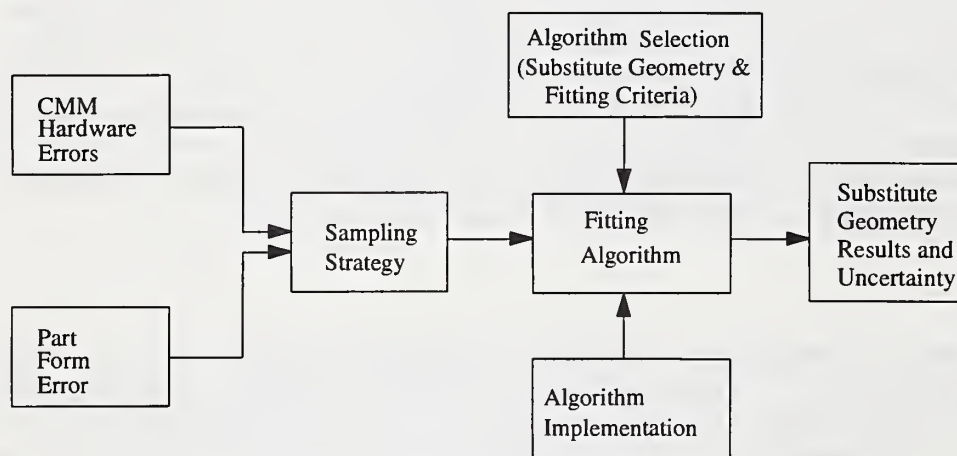 Algorithm Selection
(Substitute Geometry &
Fitting Criteria)
CMM
Hardware
Errors
Sampling
Strategy
Fitting
Algorithm
Substitute
Geometry
Results and
Uncertainty
Part
Form
Error
Algorithm
Implementation